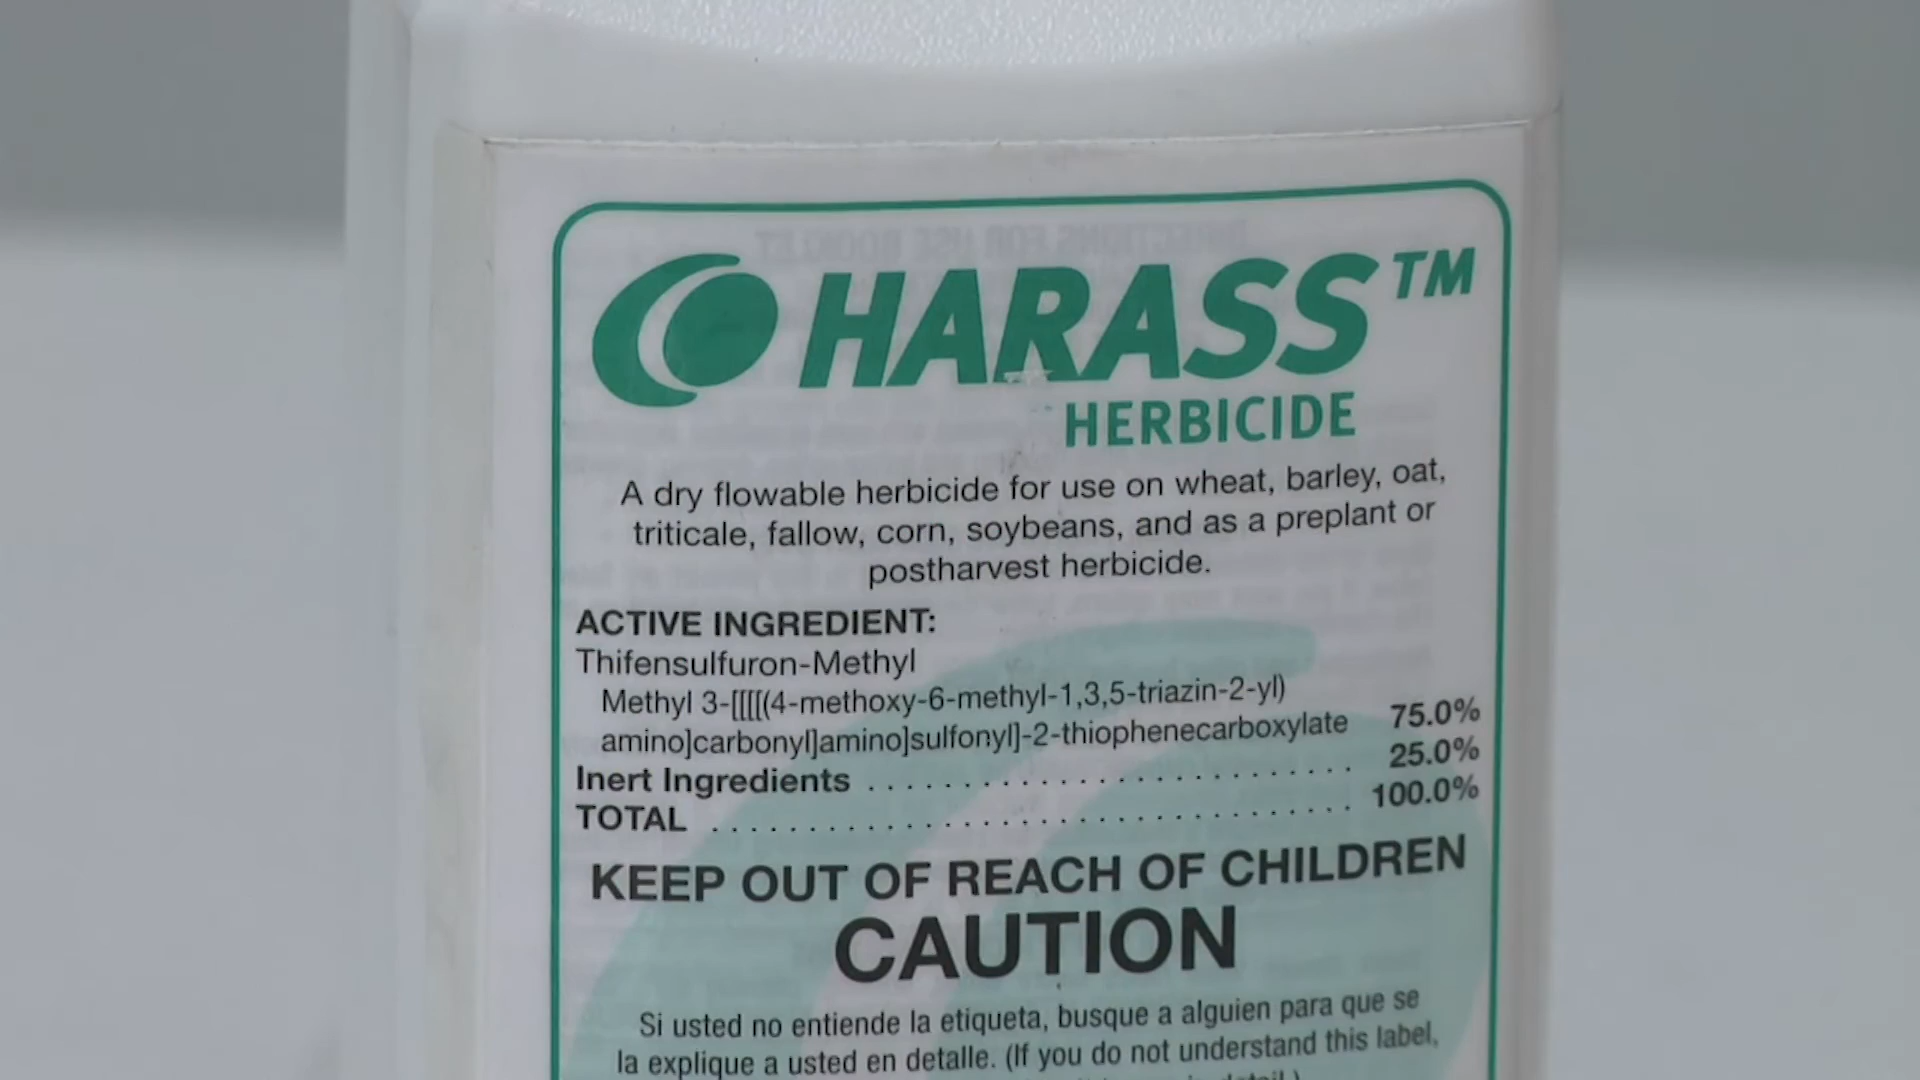 HARASS™
HERBICIDE
A dry flowable herbicide for use on wheat, barley, oat,
triticale, fallow, corn, soybeans, and as a preplant or
postharvest herbicide.
ACTIVE INGREDIENT:
Thifensulfuron-Methyl
Methyl 3-[[[[(4-methoxy-6-methyl-1,3,5-triazin-2-yl)
amino]carbonyl]amino]sulfonyl]-2-thiophenecarboxylate 75.0%
Inert Ingredients . . . . . . . . . . . . . . . . . . . . . . . . . 25.0%
TOTAL . . . . . . . . . . . . . . . . . . . . . . . . . . . . . . . . . 100.0%
KEEP OUT OF REACH OF CHILDREN
CAUTION
Si usted no entiende la etiqueta, busque a alguien para que se
la explique a usted en detalle. (If you do not understand this label,